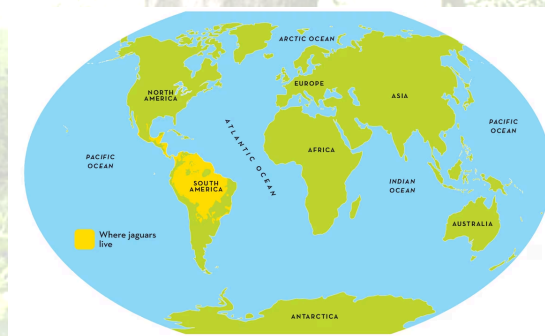 ARCTIC OCEAN
NORTH
AMERICA
EUROPE
ASIA
ATLANTIC OCEAN
PACIFIC
OCEAN
AFRICA
PACIFIC
OCEAN
SOUTH
AMERICA
INDIAN
OCEAN
AUSTRALIA
Where jaguars
live
ANTARCTICA